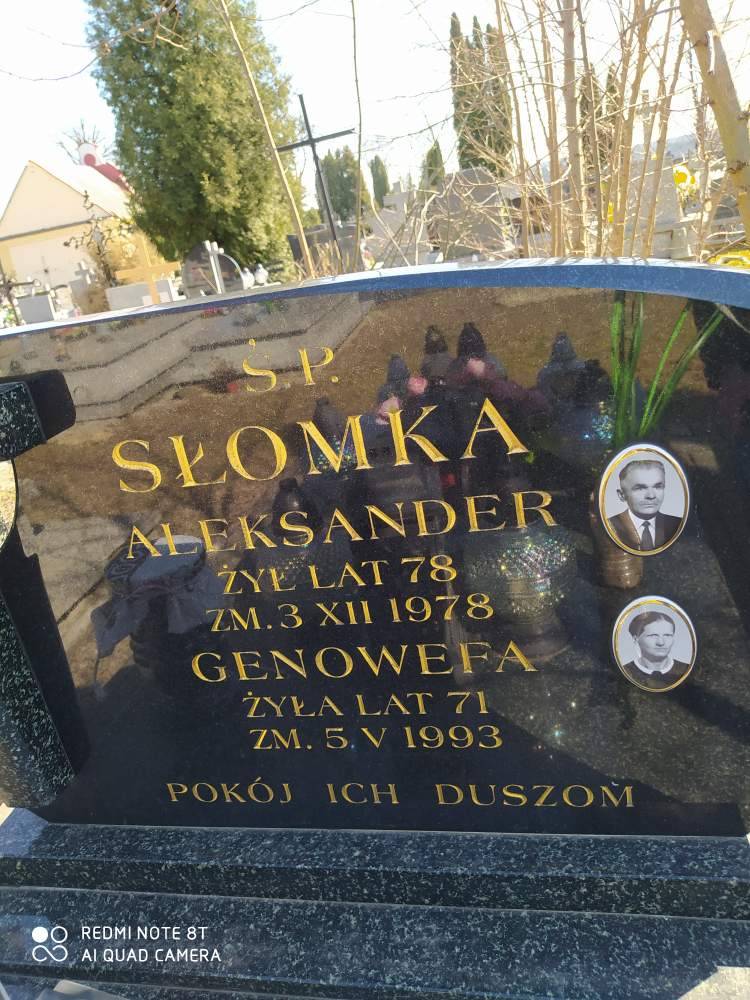 Ś.P.
SŁOMKA
ALEKSANDER
ŻYŁ LAT 78
ZM. 3 XII 1978
GENOWEFA
ŻYŁA LAT 71
ZM. 5 V 1993
POKÓJ ICH DUSZOM
REDMI NOTE 8T
AI QUAD CAMERA